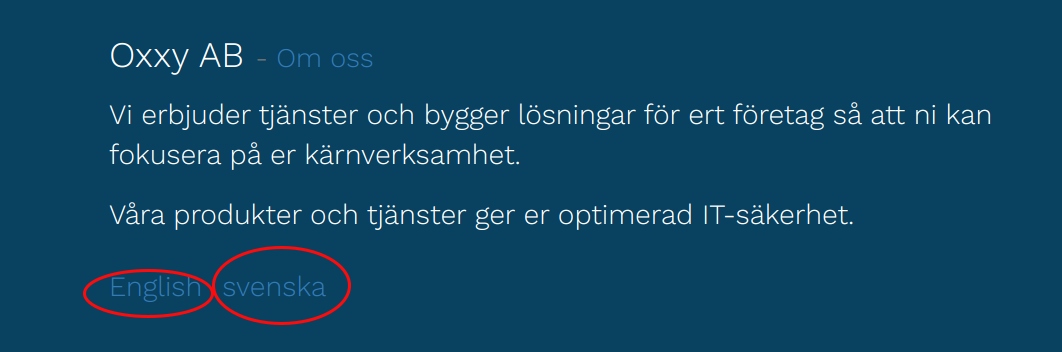 Oxxy AB - Om oss
Vi erbjuder tjänster och bygger lösningar för ert företag så att ni kan
fokusera på er kärnverksamhet.
Våra produkter och tjänster ger er optimerad IT-säkerhet.
English svenska